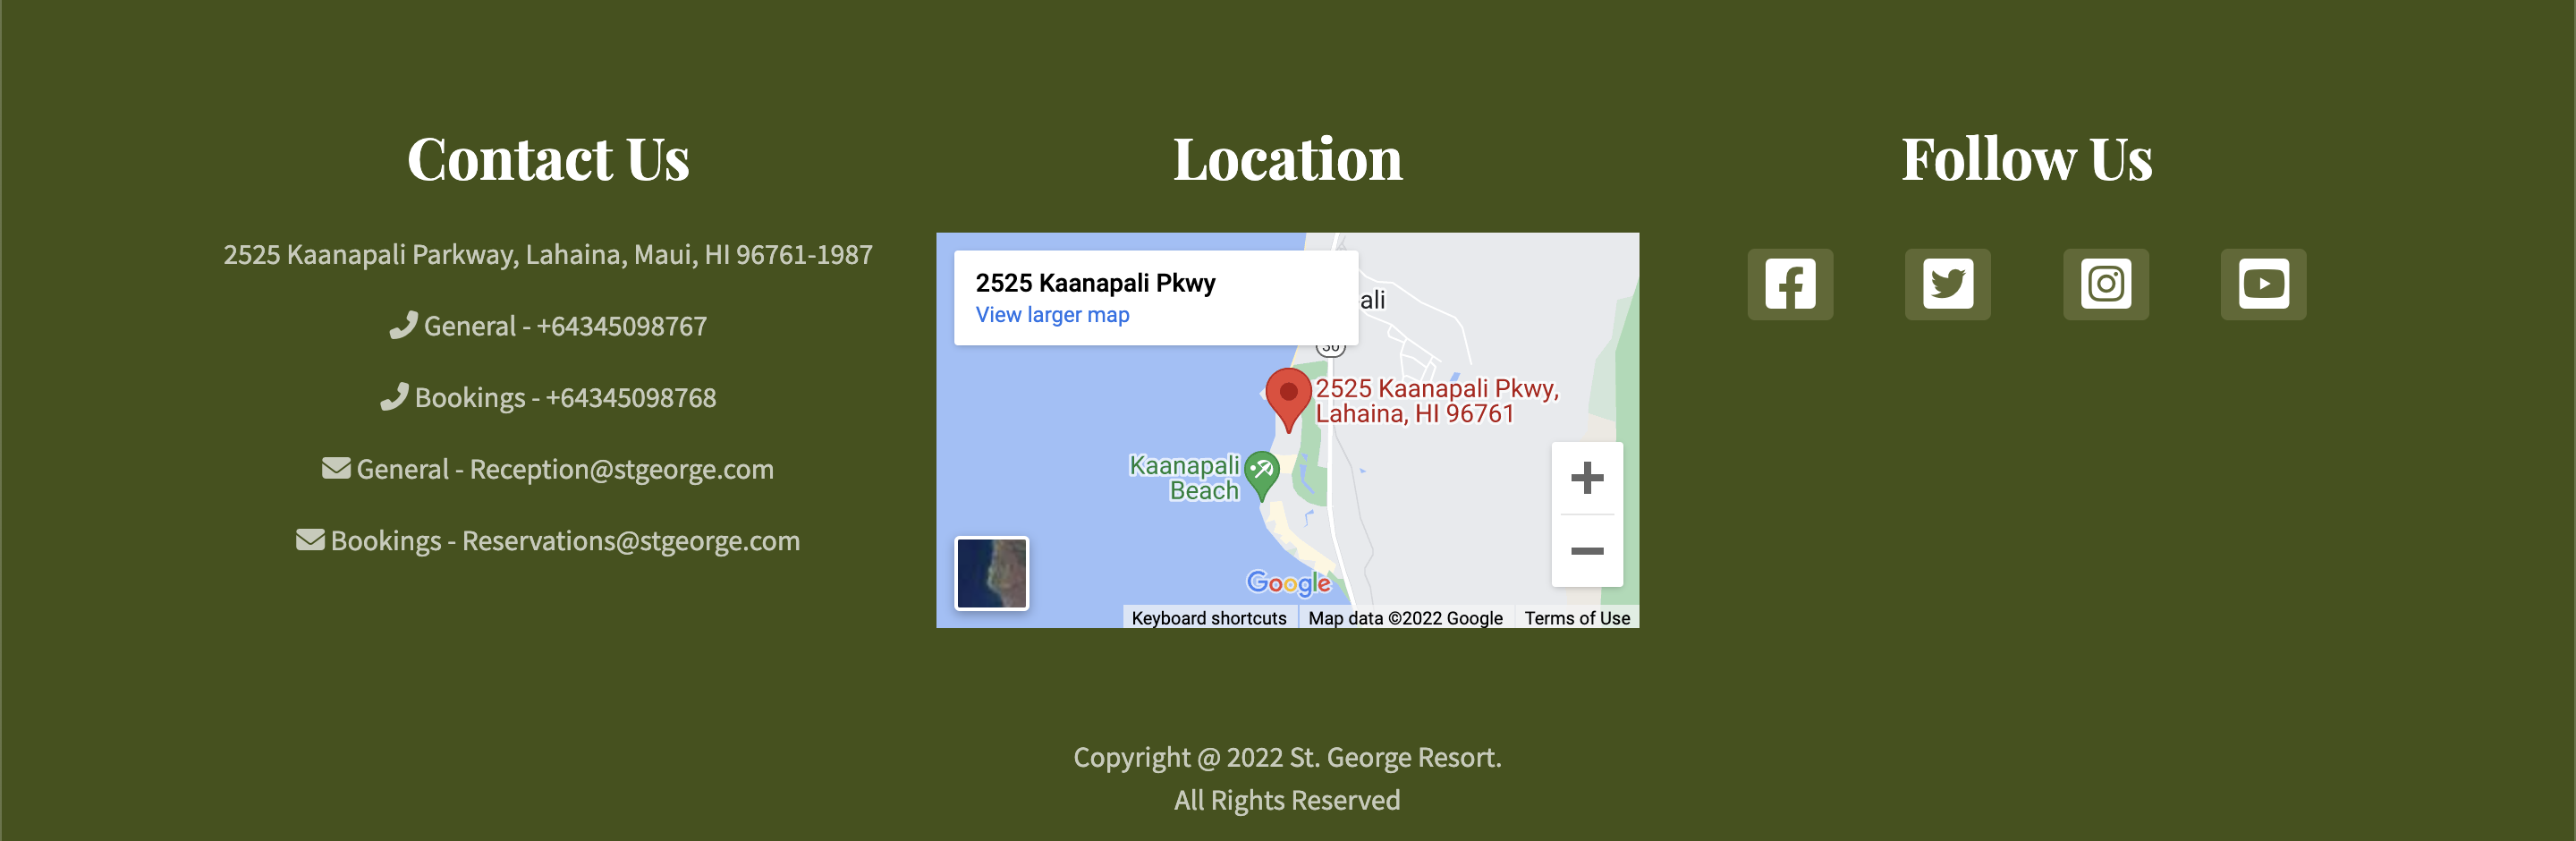 Contact Us
2525 Kaanapali Parkway, Lahaina, Maui, HI 96761-1987
General - +64345098767
Bookings - +64345098768
General - Reception@stgeorge.com
Bookings - Reservations@stgeorge.com
Location
2525 Kaanapali Pkwy
View larger map
ali
30
2525 Kaanapali Pkwy,
Lahaina, HI 96761
Kaanapali
Beach
Google
Keyboard shortcuts
Map data ©2022 Google
Terms of Use
Follow Us
Copyright @ 2022 St. George Resort.
All Rights Reserved